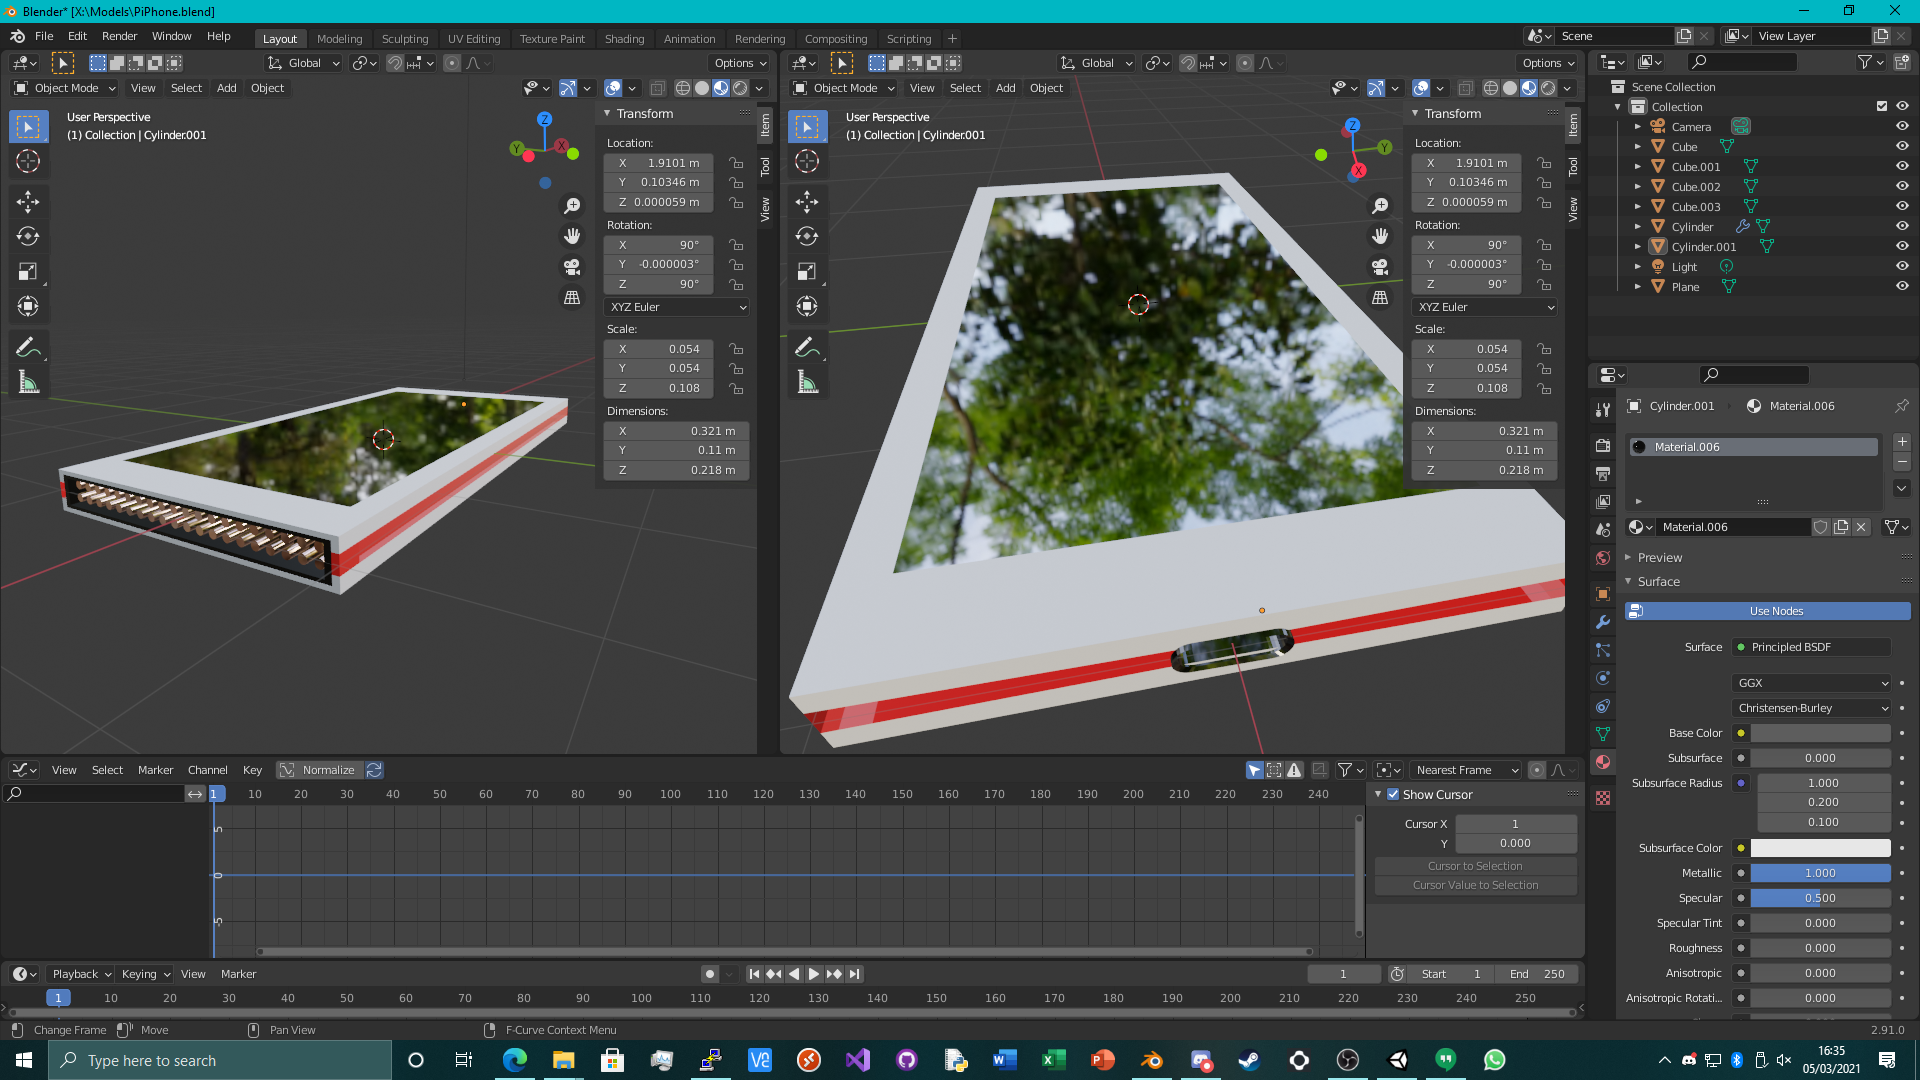 Blender* [X:\Models\PiPhone.blend]
File Edit Render Window Help
Layout Modeling Sculpting UV Editing Texture Paint Shading Animation Rendering Compositing Scripting +
Scene
View Layer
Global
Options
Global
Options
Object Mode View Select Add Object
Object Mode View Select Add Object
User Perspective
(1) Collection | Cylinder.001
Z
Y
X
Transform
Location:
X 1.9101 m
Y 0.10346 m
Z 0.000059 m
Rotation:
X 90°
Y -0.000003°
Z 90°
XYZ Euler
Scale:
X 0.054
Y 0.054
Z 0.108
Dimensions:
X 0.321 m
Y 0.11 m
Z 0.218 m
Item
Tool
View
User Perspective
(1) Collection | Cylinder.001
Z
Y
X
Transform
Location:
X 1.9101 m
Y 0.10346 m
Z 0.000059 m
Rotation:
X 90°
Y -0.000003°
Z 90°
XYZ Euler
Scale:
X 0.054
Y 0.054
Z 0.108
Dimensions:
X 0.321 m
Y 0.11 m
Z 0.218 m
Item
Tool
View
Scene Collection
Collection
Camera
Cube
Cube.001
Cube.002
Cube.003
Cylinder
Cylinder.001
Light
Plane
Cylinder.001 Material.006
Material.006
Material.006
Preview
Surface
Use Nodes
Surface Principled BSDF
GGX
Christensen-Burley
Base Color
Subsurface 0.000
Subsurface Radius 1.000
0.200
0.100
Subsurface Color
Metallic 1.000
Specular 0.500
Specular Tint 0.000
Roughness 0.000
Anisotropic 0.000
Anisotropic Rotati... 0.000
View Select Marker Channel Key Normalize
Nearest Frame
1 10 20 30 40 50 60 70 80 90 100 110 120 130 140 150 160 170 180 190 200 210 220 230 240
5
0
-5
Show Cursor
Cursor X 1
Y 0.000
Cursor to Selection
Cursor Value to Selection
Playback Keying View Marker
1
Start 1
End 250
1 10 20 30 40 50 60 70 80 90 100 110 120 130 140 150 160 170 180 190 200 210 220 230 240 250
Change Frame Move Pan View F-Curve Context Menu
2.91.0
Type here to search
16:35
05/03/2021